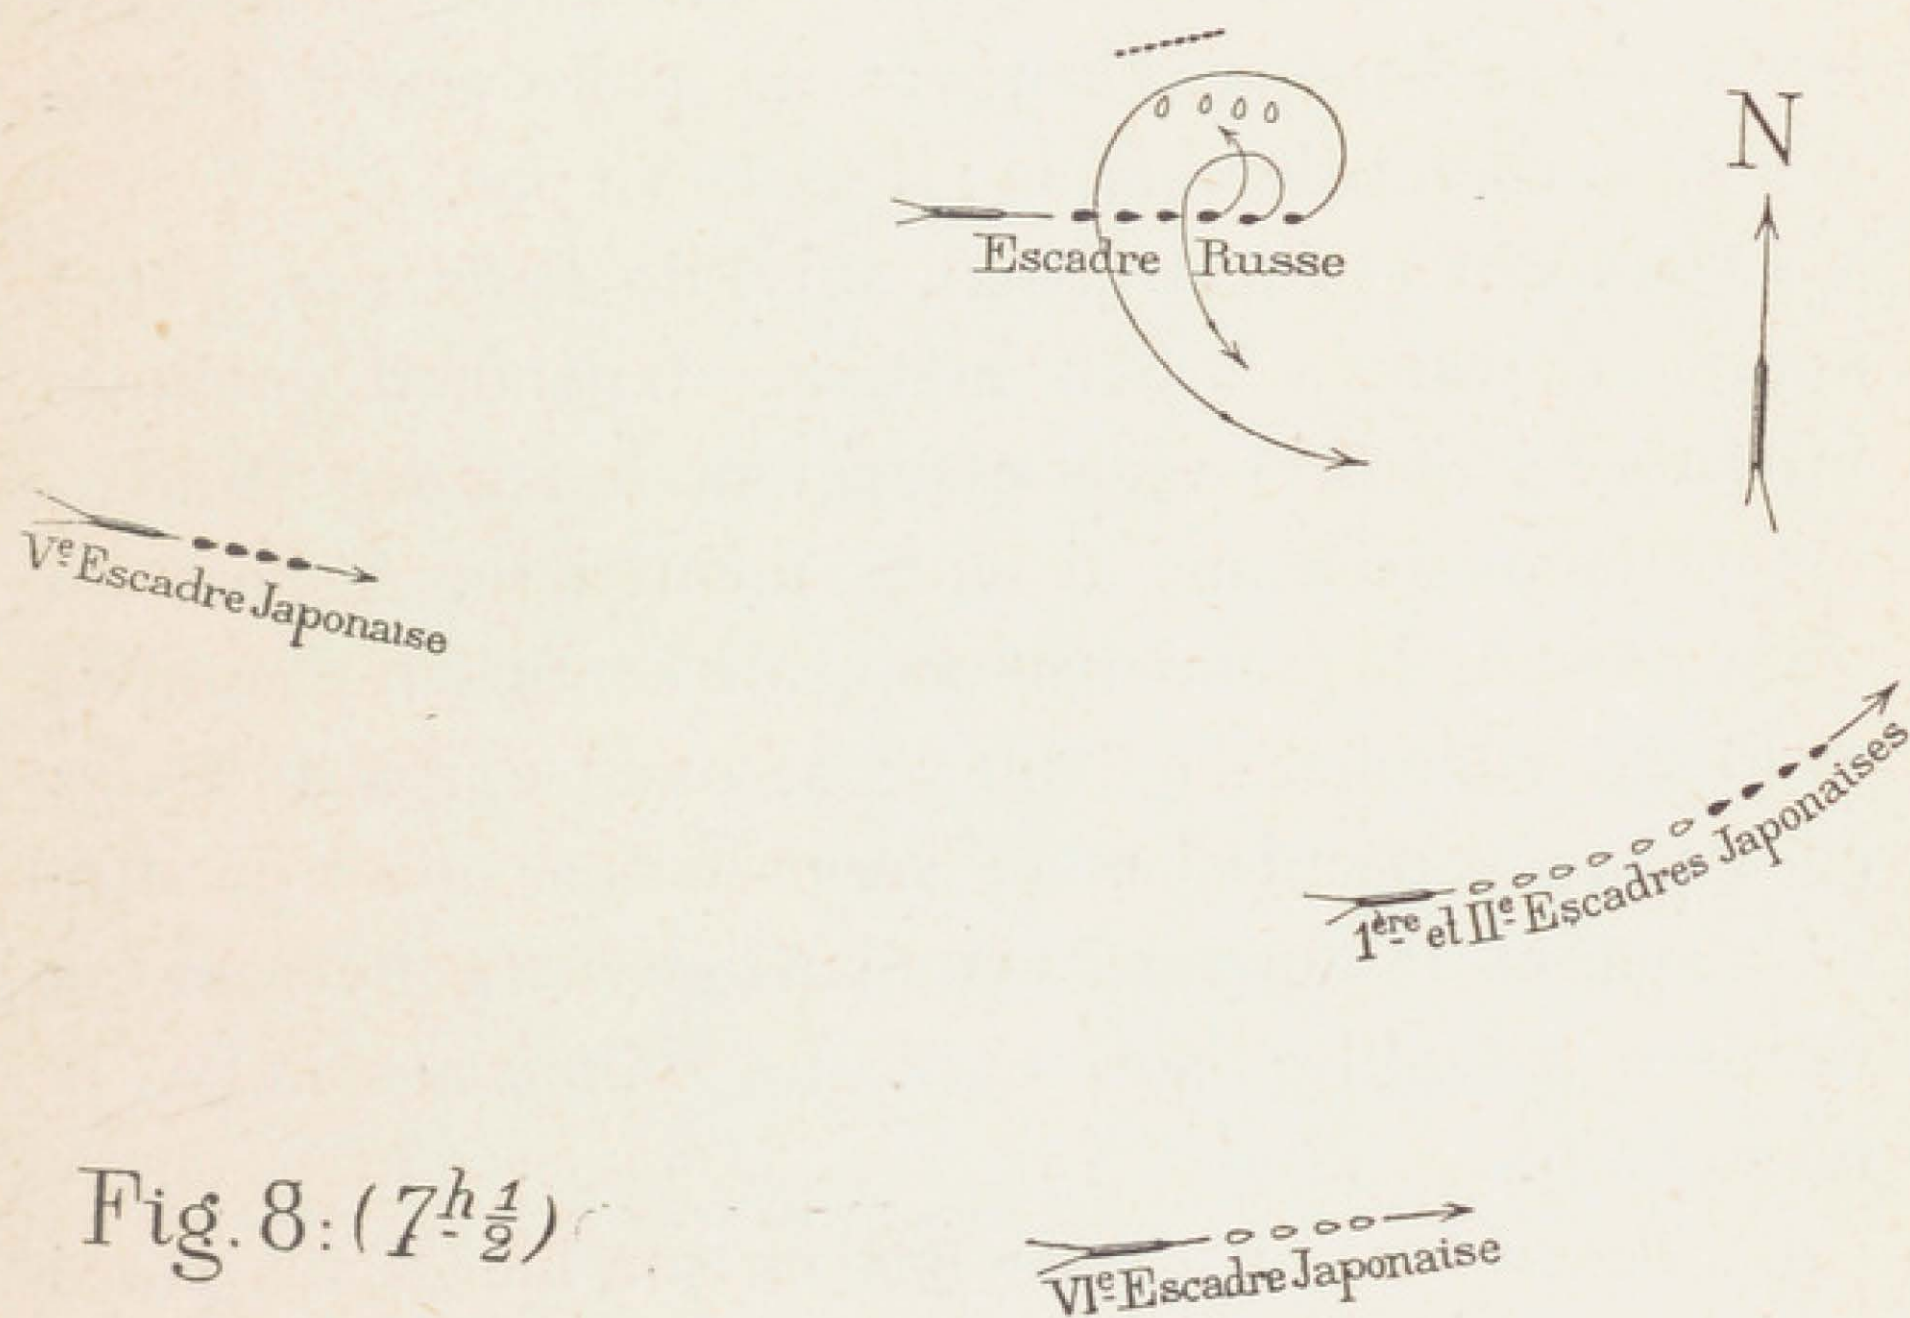 N
Escadre Russe
Vᵉ Escadre Japonaise
1ère et IIᵉ Escadres Japonaises
Fig. 8: (7ʰ ½)
VIᵉ Escadre Japonaise